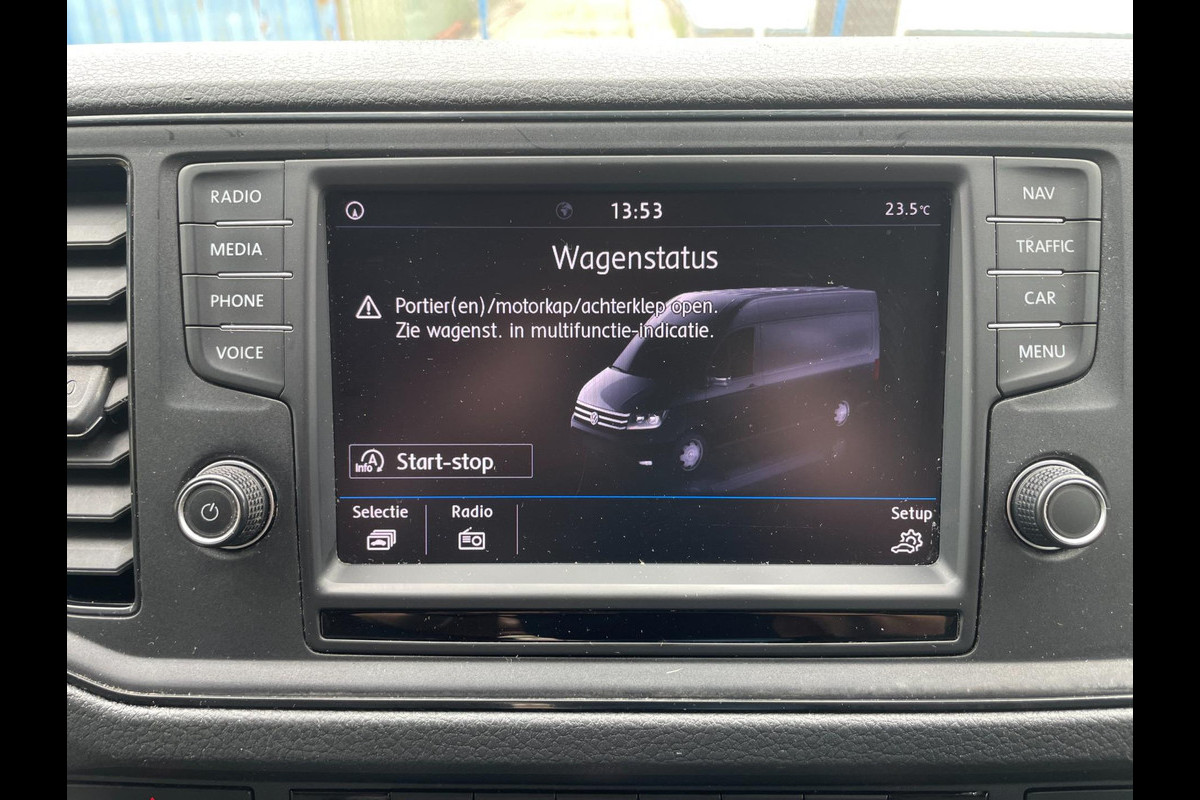 RADIO
MEDIA
PHONE
VOICE
13:53
23.5°C
Wagenstatus
Portier(en)/motorkap/achterklep open.
Zie wagenst. in multifunctie-indicatie.
A
Info
Start-stop
Selectie
Radio
Setup
NAV
TRAFFIC
CAR
MENU